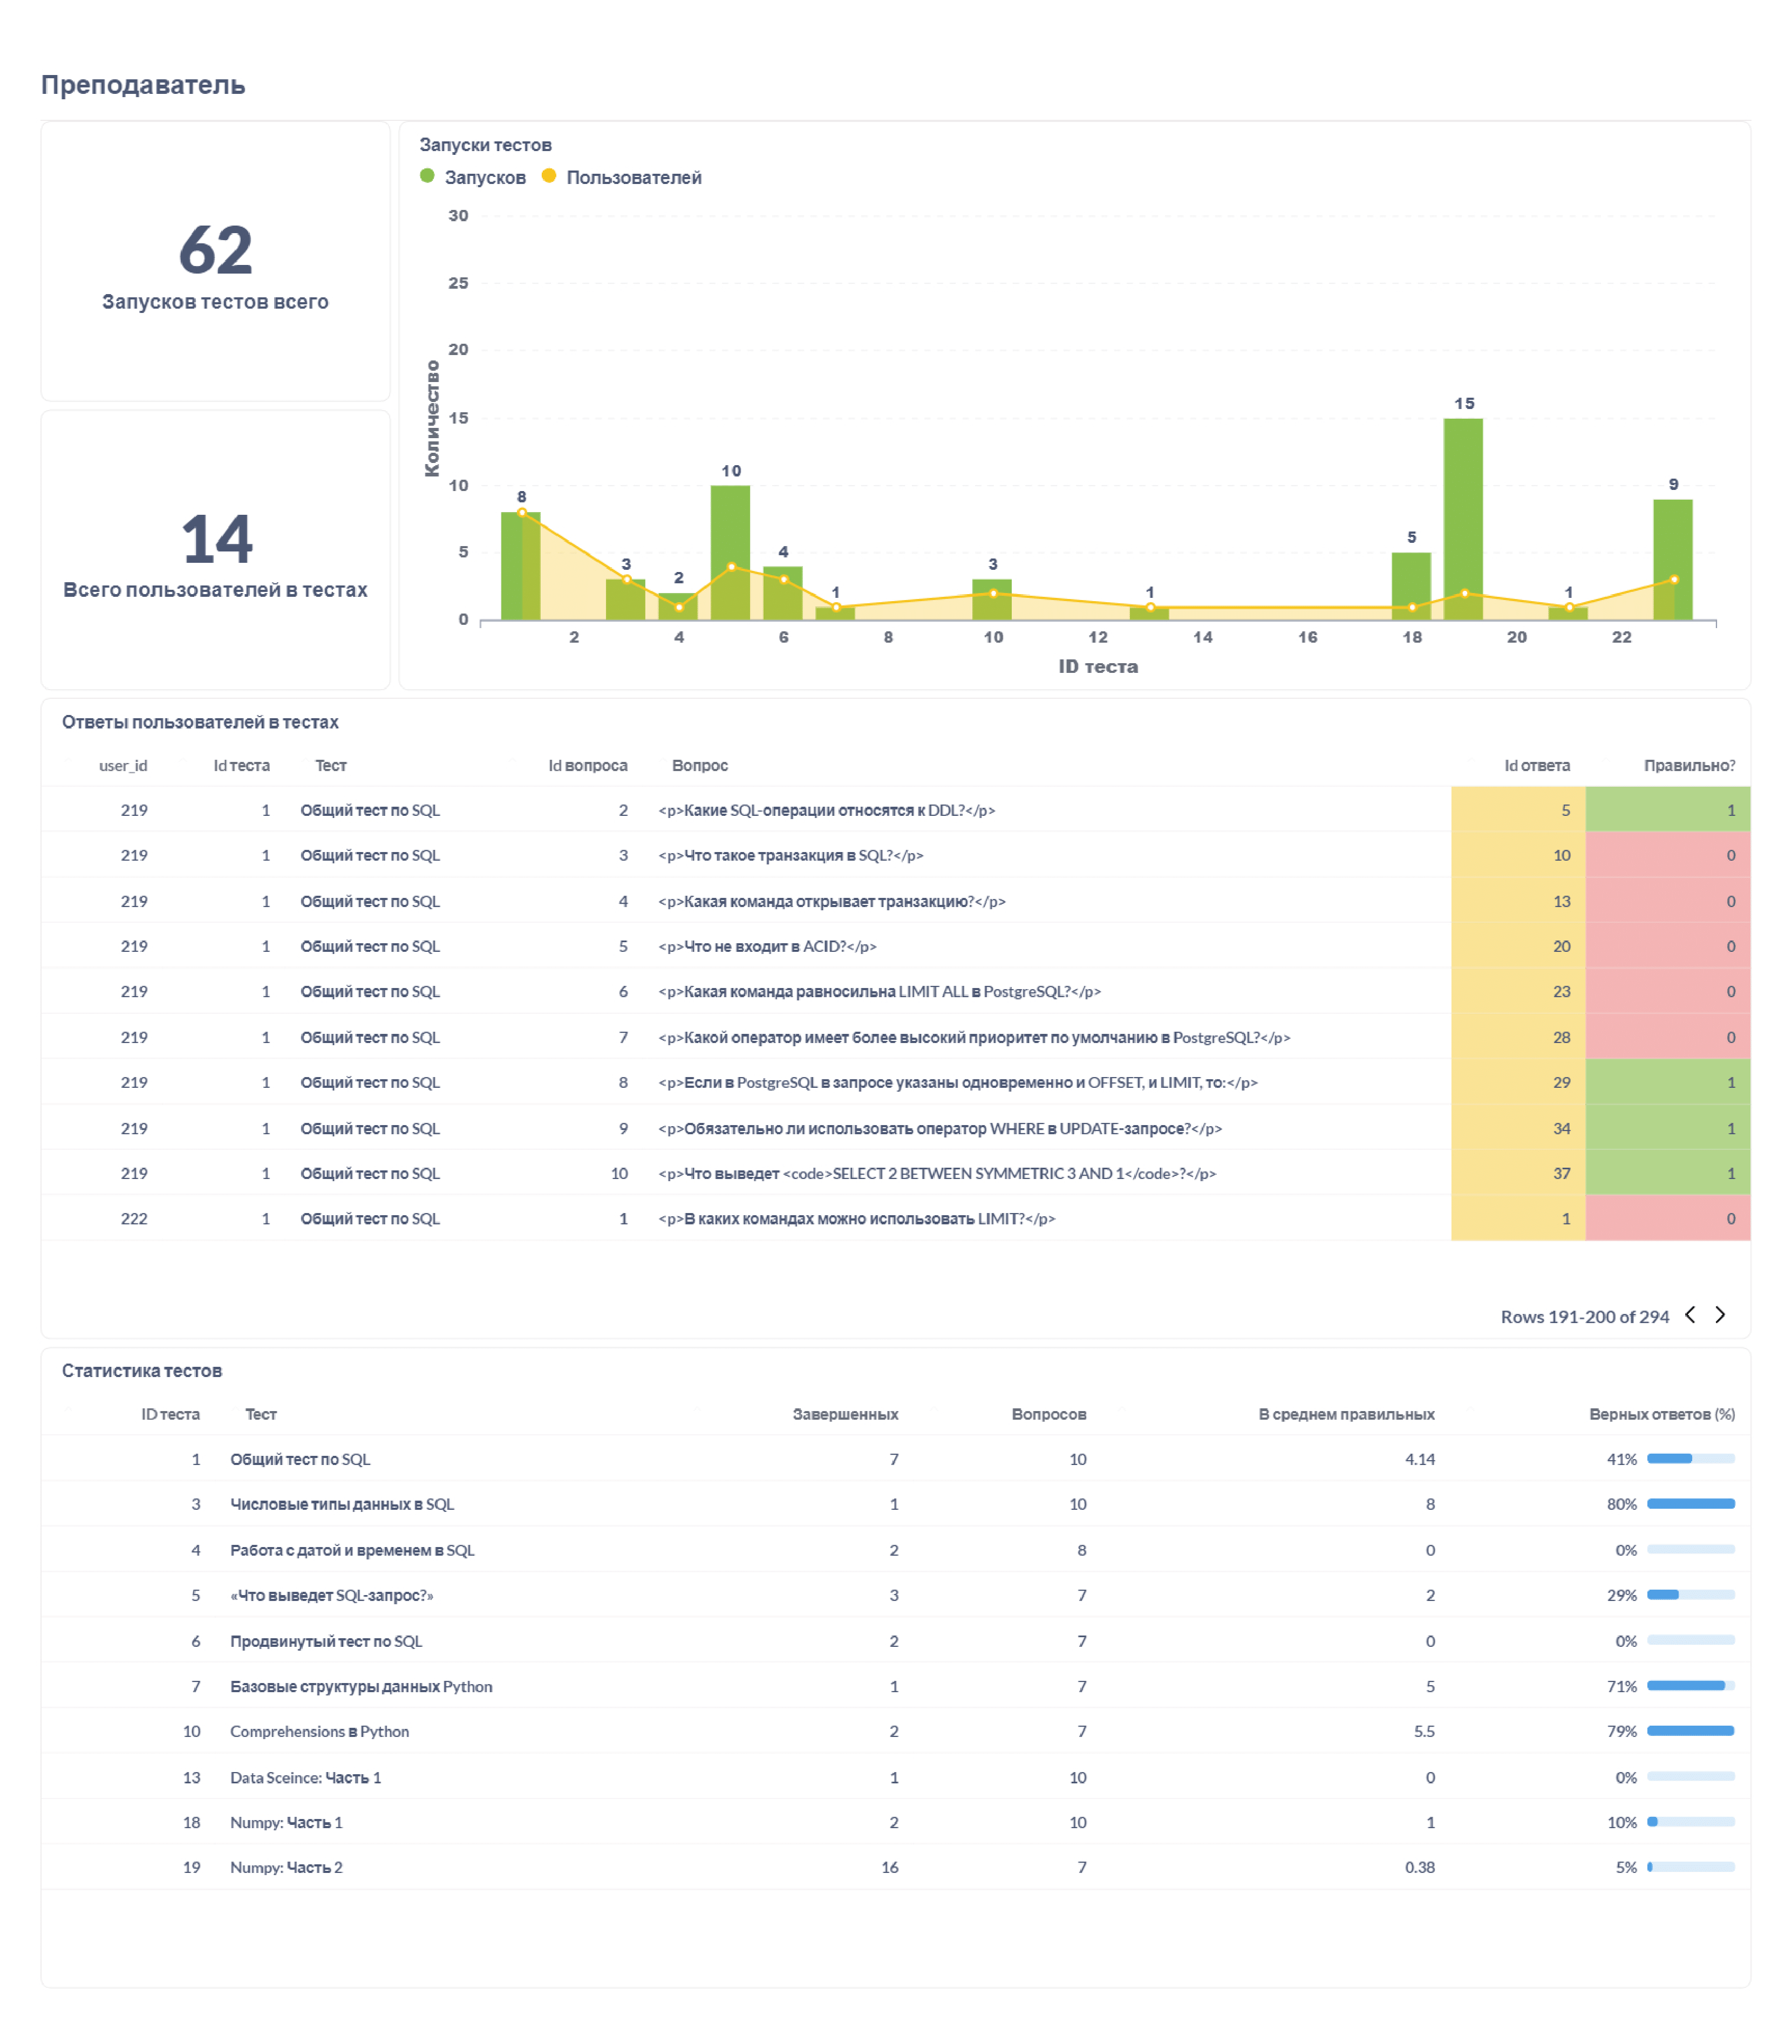 Преподаватель
62
Запусков тестов всего
14
Всего пользователей в тестах
Запуски тестов
Запусков Пользователей
Количество
30
25
20
15
10
5
0
8 3 2 10 4 1 3 1 5 15 1 9
2 4 6 8 10 12 14 16 18 20 22
ID теста
Ответы пользователей в тестах
user_id Id теста Тест Id вопроса Вопрос Id ответа Правильно?
219 1 Общий тест по SQL 2 <p>Какие SQL-операции относятся к DDL?</p> 5 1
219 1 Общий тест по SQL 3 <p>Что такое транзакция в SQL?</p> 10 0
219 1 Общий тест по SQL 4 <p>Какая команда открывает транзакцию?</p> 13 0
219 1 Общий тест по SQL 5 <p>Что не входит в ACID?</p> 20 0
219 1 Общий тест по SQL 6 <p>Какая команда равносильна LIMIT ALL в PostgreSQL?</p> 23 0
219 1 Общий тест по SQL 7 <p>Какой оператор имеет более высокий приоритет по умолчанию в PostgreSQL?</p> 28 0
219 1 Общий тест по SQL 8 <p>Если в PostgreSQL в запросе указаны одновременно и OFFSET, и LIMIT, то:</p> 29 1
219 1 Общий тест по SQL 9 <p>Обязательно ли использовать оператор WHERE в UPDATE-запросе?</p> 34 1
219 1 Общий тест по SQL 10 <p>Что выведет <code>SELECT 2 BETWEEN SYMMETRIC 3 AND 1</code>?</p> 37 1
222 1 Общий тест по SQL 1 <p>В каких командах можно использовать LIMIT?</p> 1 0
Rows 191-200 of 294
Статистика тестов
ID теста Тест Завершенных Вопросов В среднем правильных Верных ответов (%)
1 Общий тест по SQL 7 10 4.14 41%
3 Числовые типы данных в SQL 1 10 8 80%
4 Работа с датой и временем в SQL 2 8 0 0%
5 «Что выведет SQL-запрос?» 3 7 2 29%
6 Продвинутый тест по SQL 2 7 0 0%
7 Базовые структуры данных Python 1 7 5 71%
10 Comprehensions в Python 2 7 5.5 79%
13 Data Sceince: Часть 1 1 10 0 0%
18 Numpy: Часть 1 2 10 1 10%
19 Numpy: Часть 2 16 7 0.38 5%